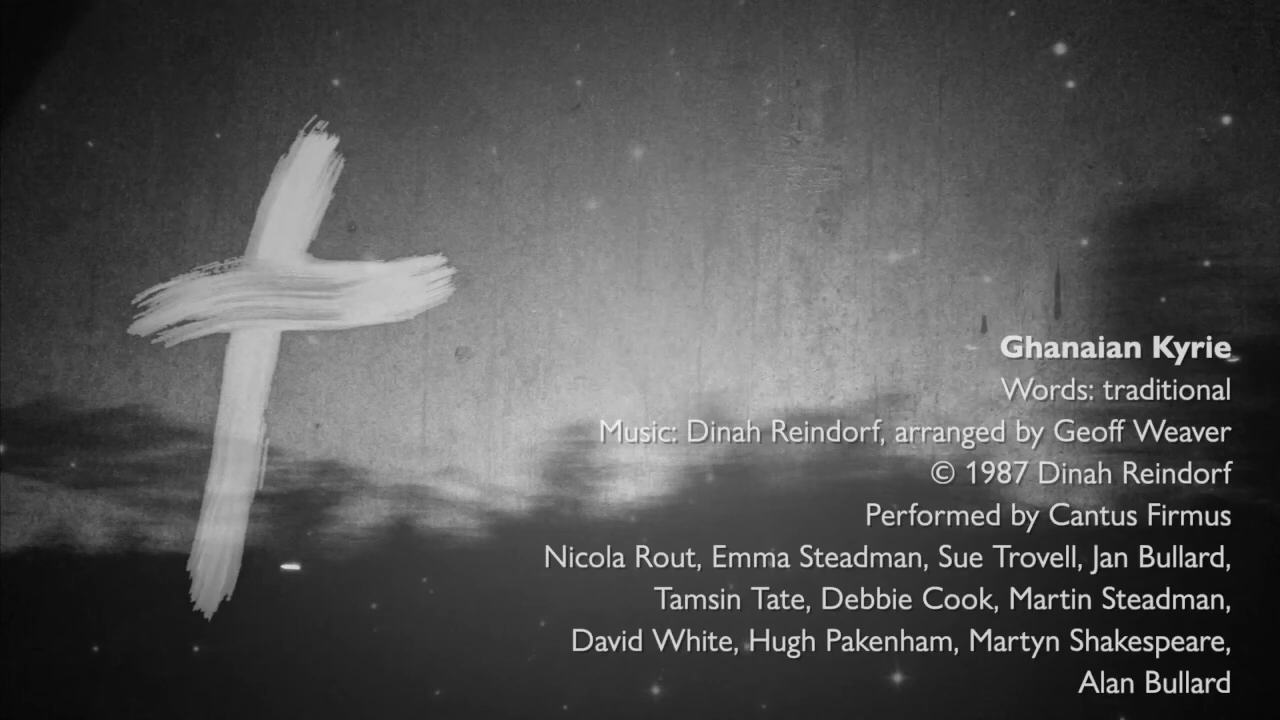 Ghanaian Kyrie
Words: traditional
Music: Dinah Reindorf, arranged by Geoff Weaver
© 1987 Dinah Reindorf
Performed by Cantus Firmus
Nicola Rout, Emma Steadman, Sue Trovell, Jan Bullard,
Tamsin Tate, Debbie Cook, Martin Steadman,
David White, Hugh Pakenham, Martyn Shakespeare,
Alan Bullard